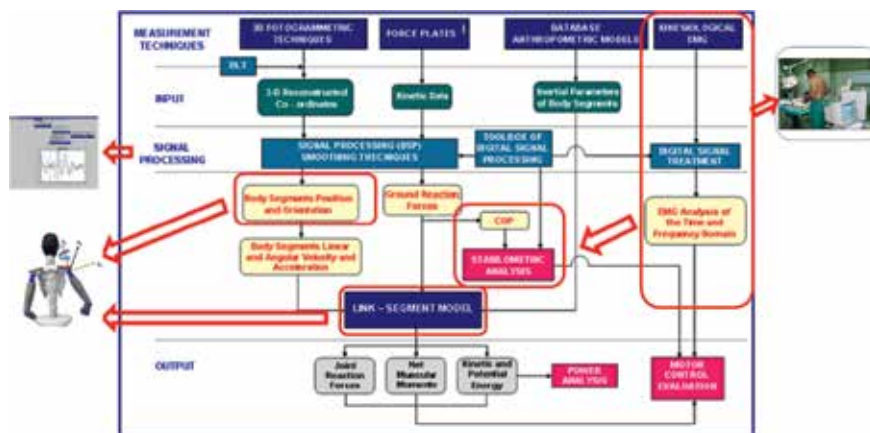 MEASUREMENT
TECHNIQUES
3D FOTOGRAMMETRIC
TECHNIQUES
FORCE PLATES
DATABASE
ANTHROPOMETRIC MODELS
KINESIOLOGICAL
EMG
DLT
INPUT
3-D Reconstructed
Co - ordinates
Kinetic Data
Inertial Parameters
of Body Segments
SIGNAL
PROCESSING
SIGNAL PROCESSING (BSP)
SMOOTHING TECHNIQUES
TOOLBOX OF
DIGITAL SIGNAL
PROCESSING
DIGITAL SIGNAL
TREATMENT
Body Segments Position
and Orientation
Ground Reaction
Forces
COP
EMG Analysis of
the Time and
Frequency Domain
Body Segments Linear
and Angular Velocity and
Acceleration
STABILOMETRIC
ANALYSIS
LINK – SEGMENT MODEL
OUTPUT
Joint
Reaction
Forces
Net
Muscular
Moments
Kinetic and
Potential
Energy
POWER
ANALYSIS
MOTOR
CONTROL
EVALUATION